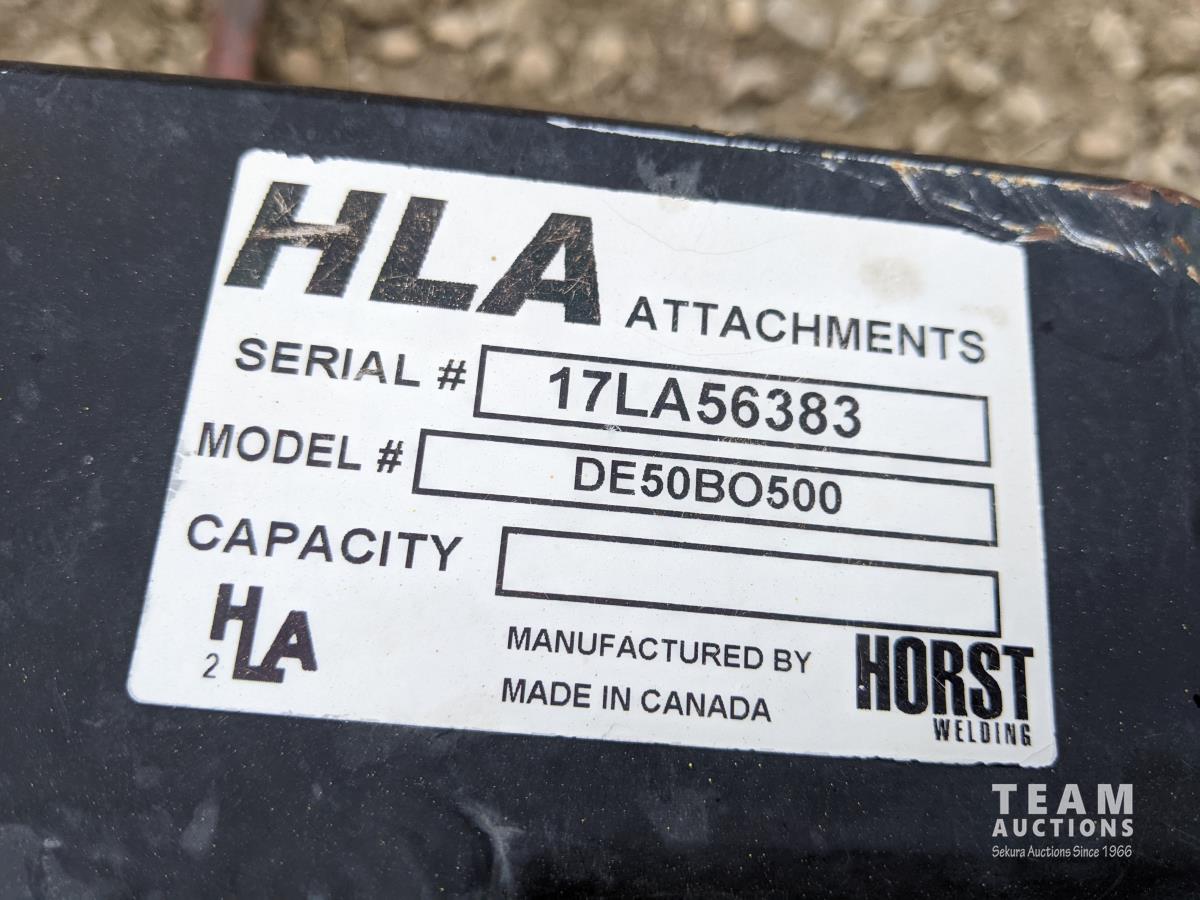 HLA ATTACHMENTS
SERIAL # 17LA56383
MODEL # DE50BO500
CAPACITY
HLA
2
MANUFACTURED BY HORST
MADE IN CANADA WELDING
TEAM
AUCTIONS
Sekura Auctions Since 1966